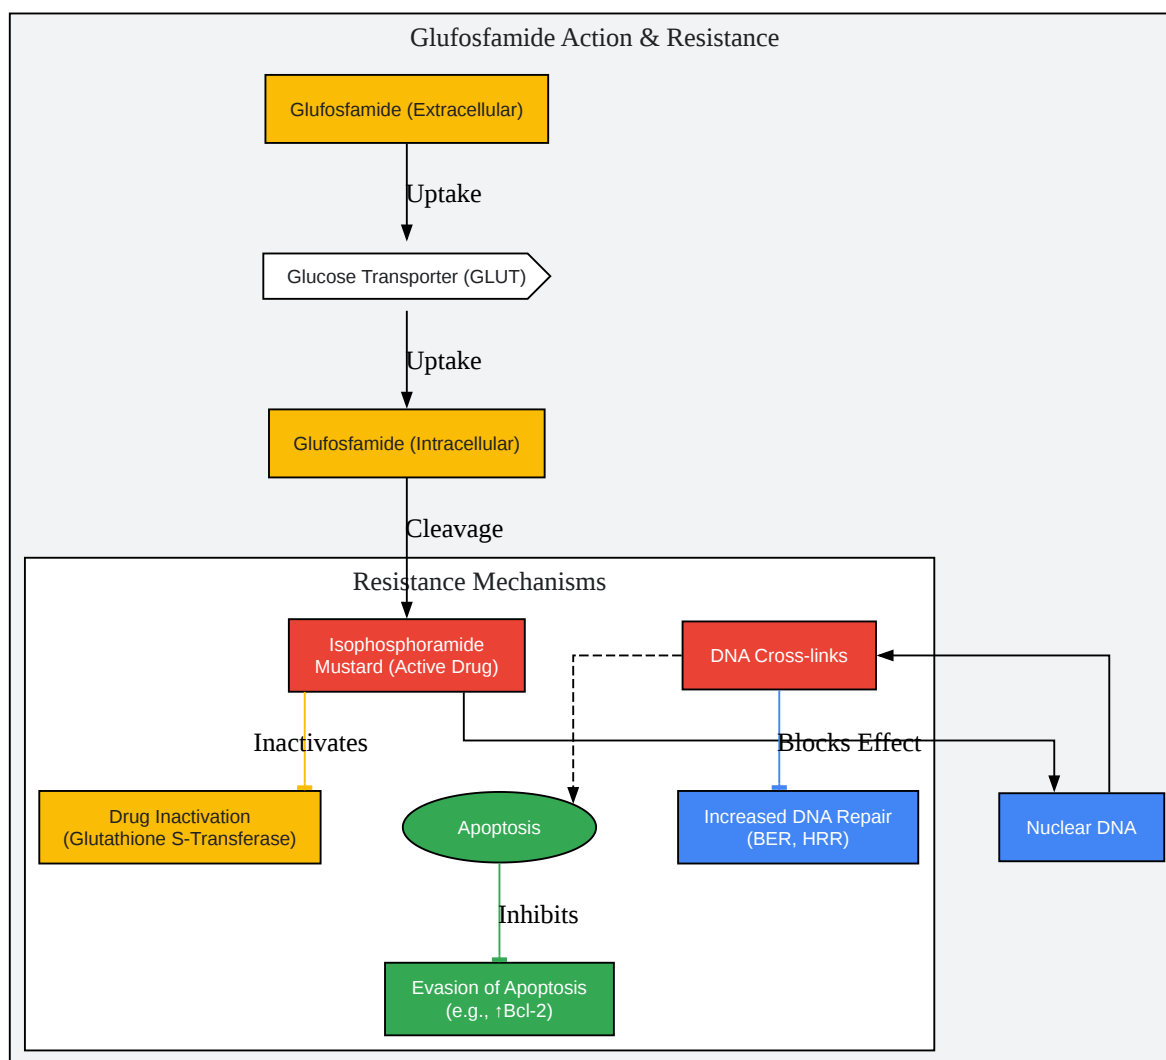 Glufosfamide Action & Resistance
Glufosfamide (Extracellular)
Uptake
Glucose Transporter (GLUT)
Uptake
Glufosfamide (Intracellular)
Cleavage
Resistance Mechanisms
Isophosphoramide
Mustard (Active Drug)
DNA Cross-links
Inactivates
Blocks Effect
Drug Inactivation
(Glutathione S-Transferase)
Apoptosis
Increased DNA Repair
(BER, HRR)
Nuclear DNA
Inhibits
Evasion of Apoptosis
(e.g., ↑Bcl-2)